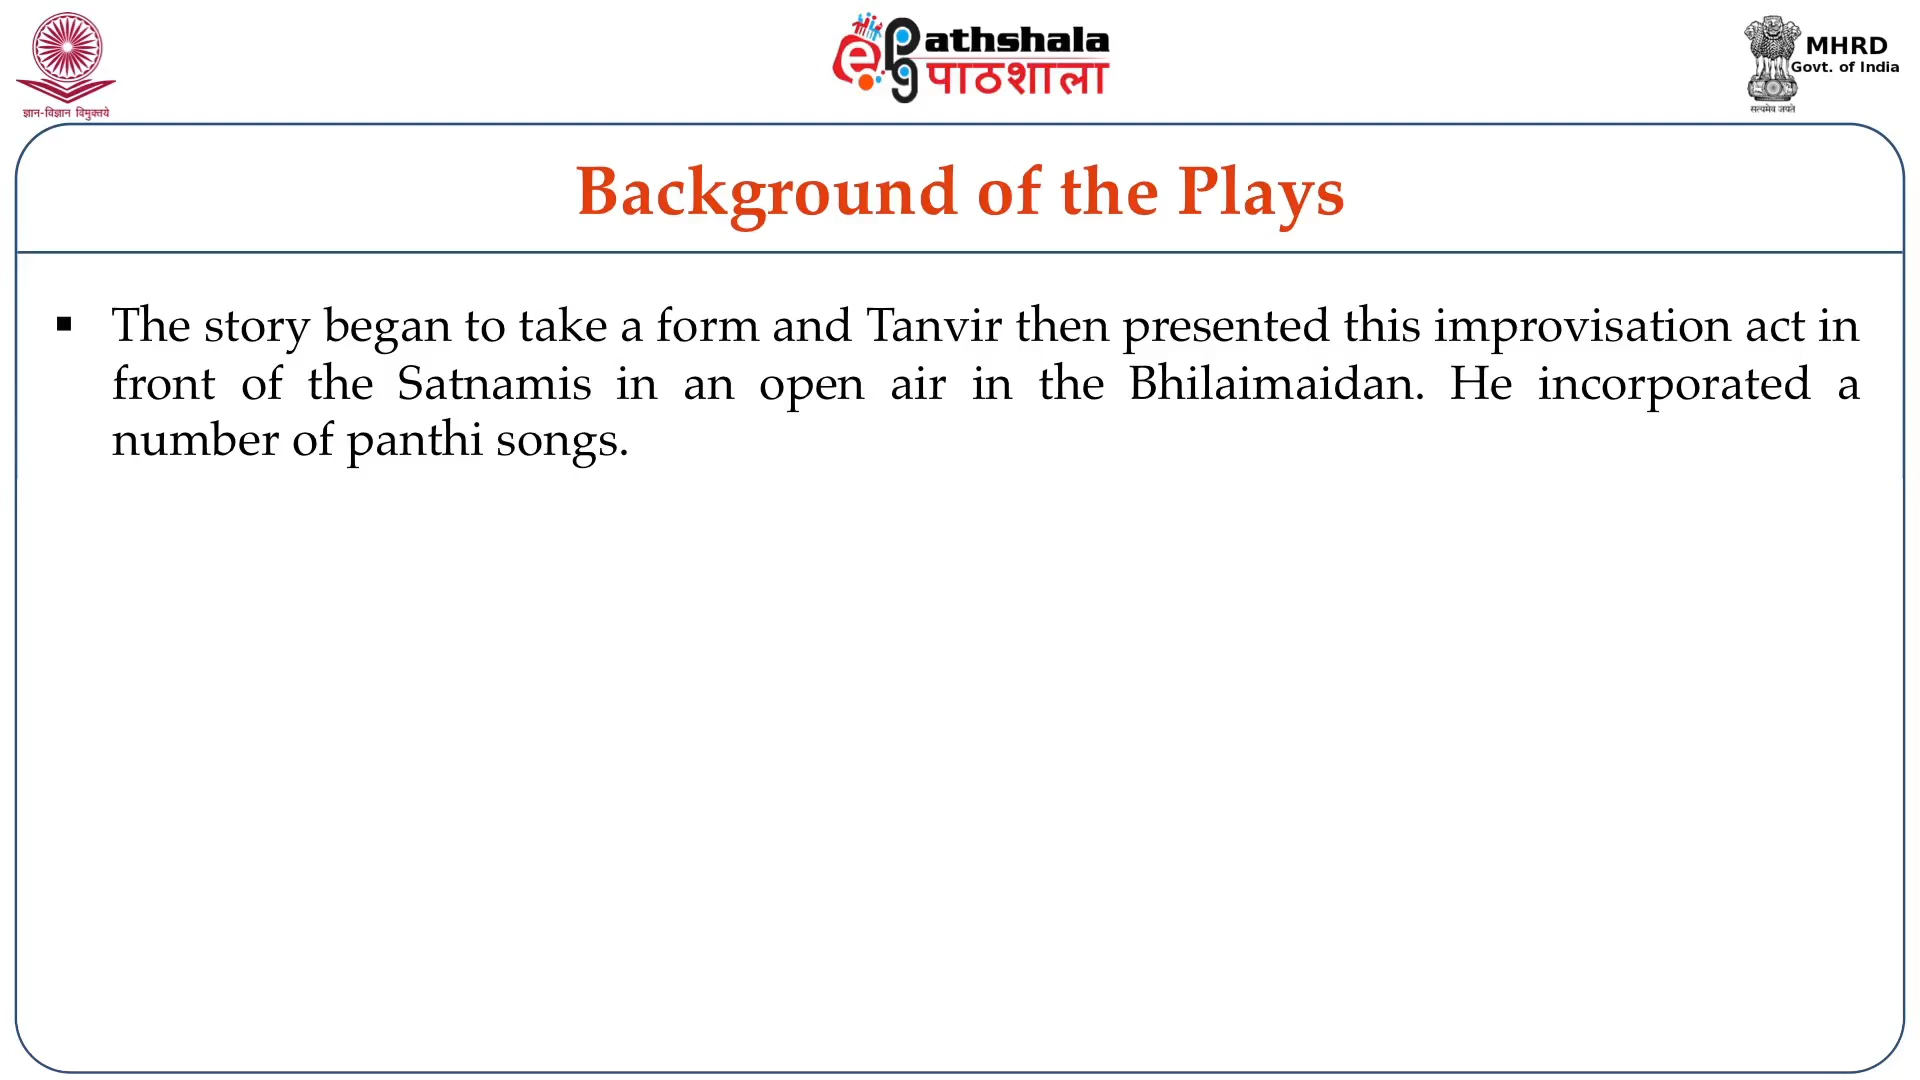 ज्ञान-विज्ञान विमुक्तये
e pg Pathshala
पाठशाला
MHRD
Govt. of India
सत्यमेव जयते
Background of the Plays
▪ The story began to take a form and Tanvir then presented this improvisation act in
front of the Satnamis in an open air in the Bhilaimaidan. He incorporated a
number of panthi songs.